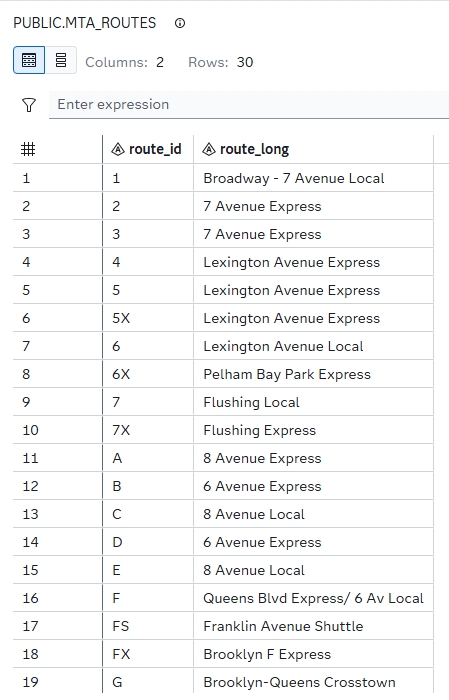 PUBLIC.MTA_ROUTES
Columns: 2 Rows: 30
Enter expression
# route_id route_long
1 1 Broadway - 7 Avenue Local
2 2 7 Avenue Express
3 3 7 Avenue Express
4 4 Lexington Avenue Express
5 5 Lexington Avenue Express
6 5X Lexington Avenue Express
7 6 Lexington Avenue Local
8 6X Pelham Bay Park Express
9 7 Flushing Local
10 7X Flushing Express
11 A 8 Avenue Express
12 B 6 Avenue Express
13 C 8 Avenue Local
14 D 6 Avenue Express
15 E 8 Avenue Local
16 F Queens Blvd Express/ 6 Av Local
17 FS Franklin Avenue Shuttle
18 FX Brooklyn F Express
19 G Brooklyn-Queens Crosstown